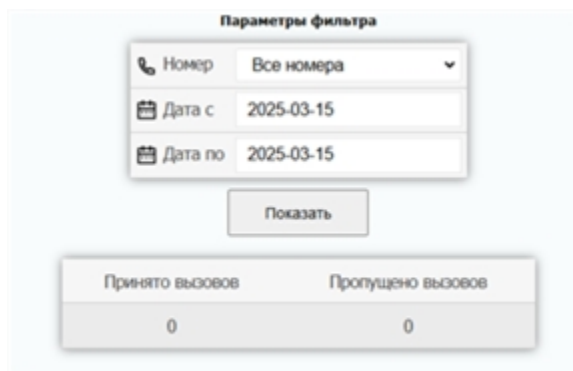 Параметры фильтра
Номер Все номера
Дата с 2025-03-15
Дата по 2025-03-15
Показать
Принято вызовов Пропущено вызовов
0 0